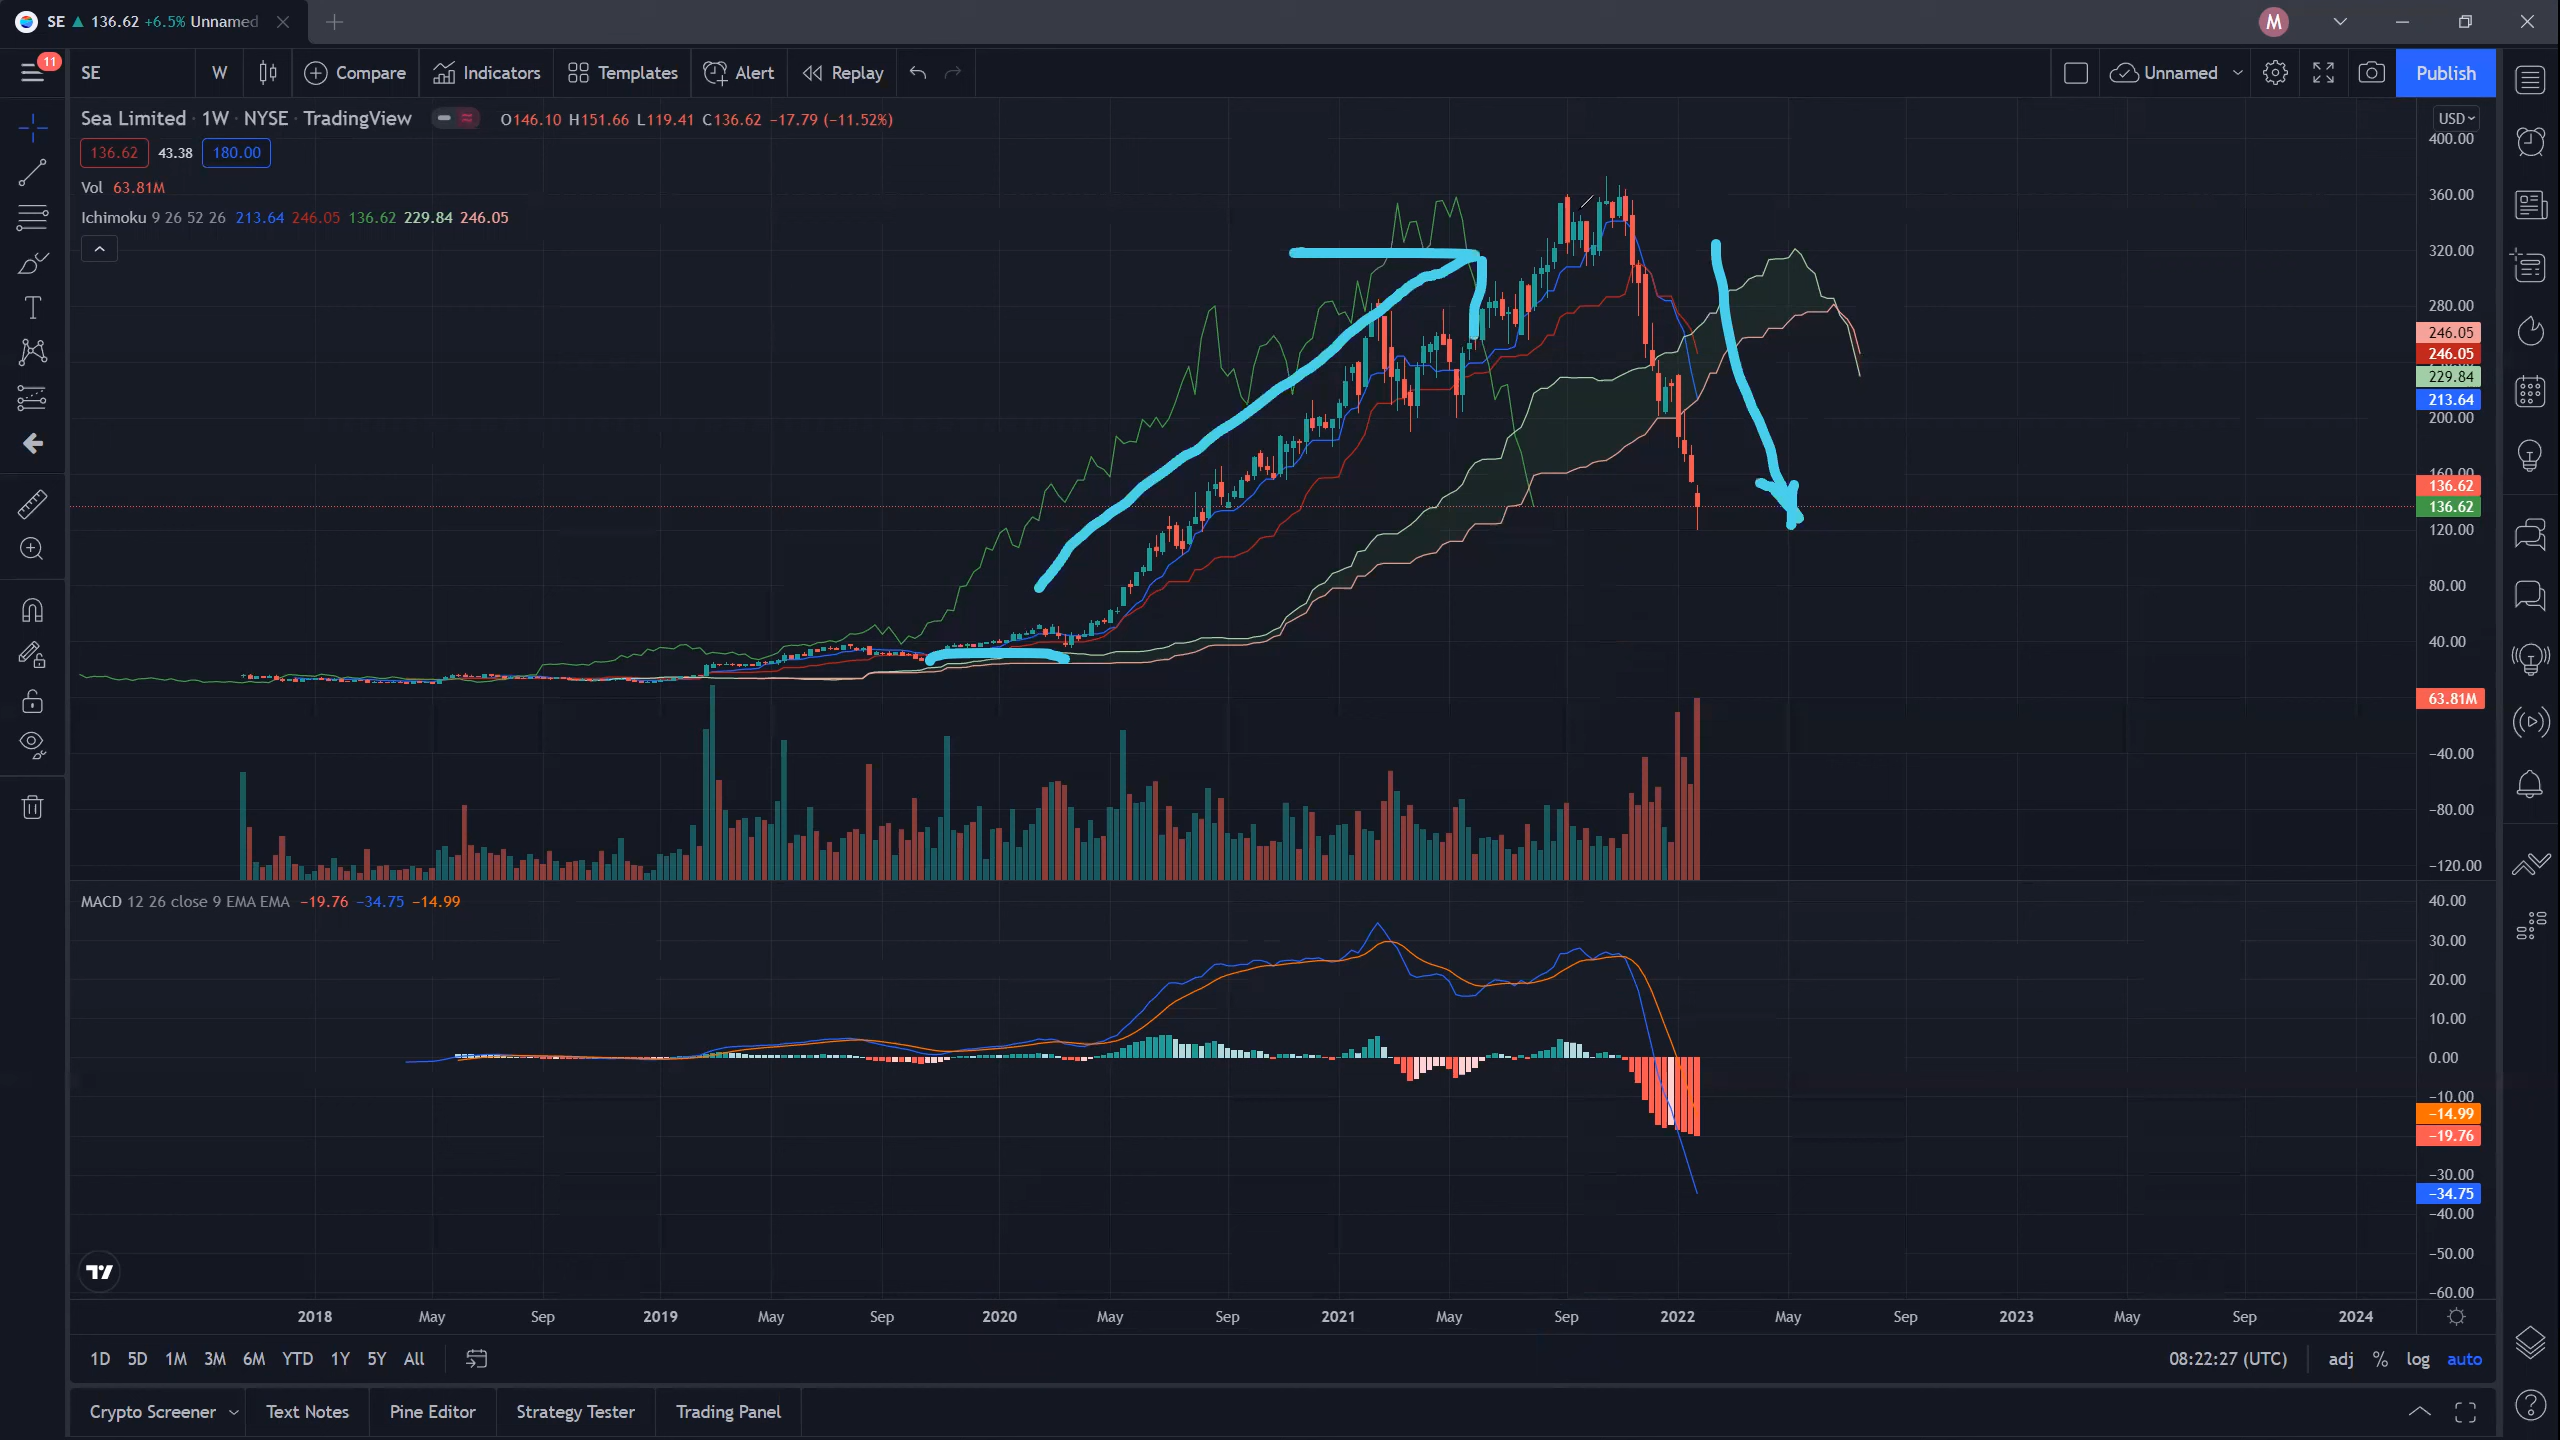 SE ▲ 136.62 +6.5% Unnamed
M
11
SE W Compare Indicators Templates Alert Replay Unnamed Publish
Sea Limited · 1W · NYSE · TradingView O146.10 H151.66 L119.41 C136.62 −17.79 (−11.52%)
136.62 43.38 180.00
Vol 63.81M
Ichimoku 9 26 52 26 213.64 246.05 136.62 229.84 246.05
USD
400.00
360.00
320.00
280.00
246.05
246.05
229.84
213.64
200.00
160.00
136.62
136.62
120.00
80.00
40.00
63.81M
−40.00
−80.00
−120.00
MACD 12 26 close 9 EMA EMA −19.76 −34.75 −14.99
40.00
30.00
20.00
10.00
0.00
−10.00
−14.99
−19.76
−30.00
−34.75
−40.00
−50.00
−60.00
2018 May Sep 2019 May Sep 2020 May Sep 2021 May Sep 2022 May Sep 2023 May Sep 2024
1D 5D 1M 3M 6M YTD 1Y 5Y All 08:22:27 (UTC) adj % log auto
Crypto Screener Text Notes Pine Editor Strategy Tester Trading Panel